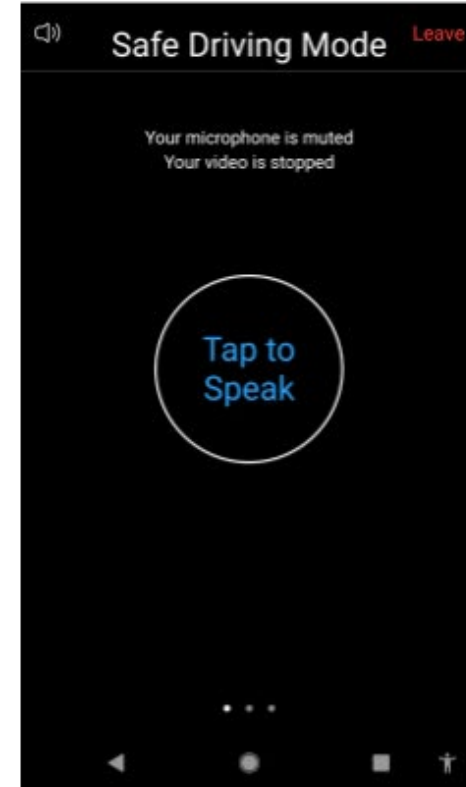 Safe Driving Mode
Leave
Your microphone is muted
Your video is stopped
Tap to
Speak